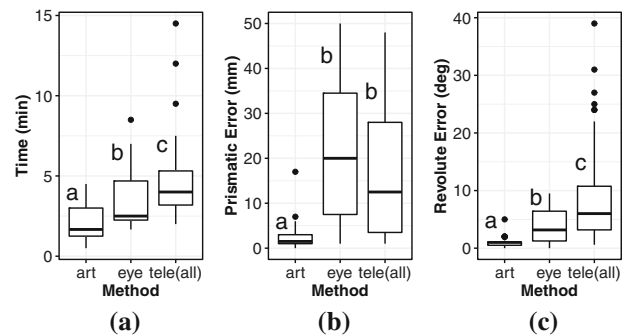 15
10
5
0
Time (min)
a
b
c
art eye tele(all)
Method
(a)
50
40
30
20
10
0
Prismatic Error (mm)
a
b
b
art eye tele(all)
Method
(b)
40
30
20
10
0
Revolute Error (deg)
a
b
c
art eye tele(all)
Method
(c)